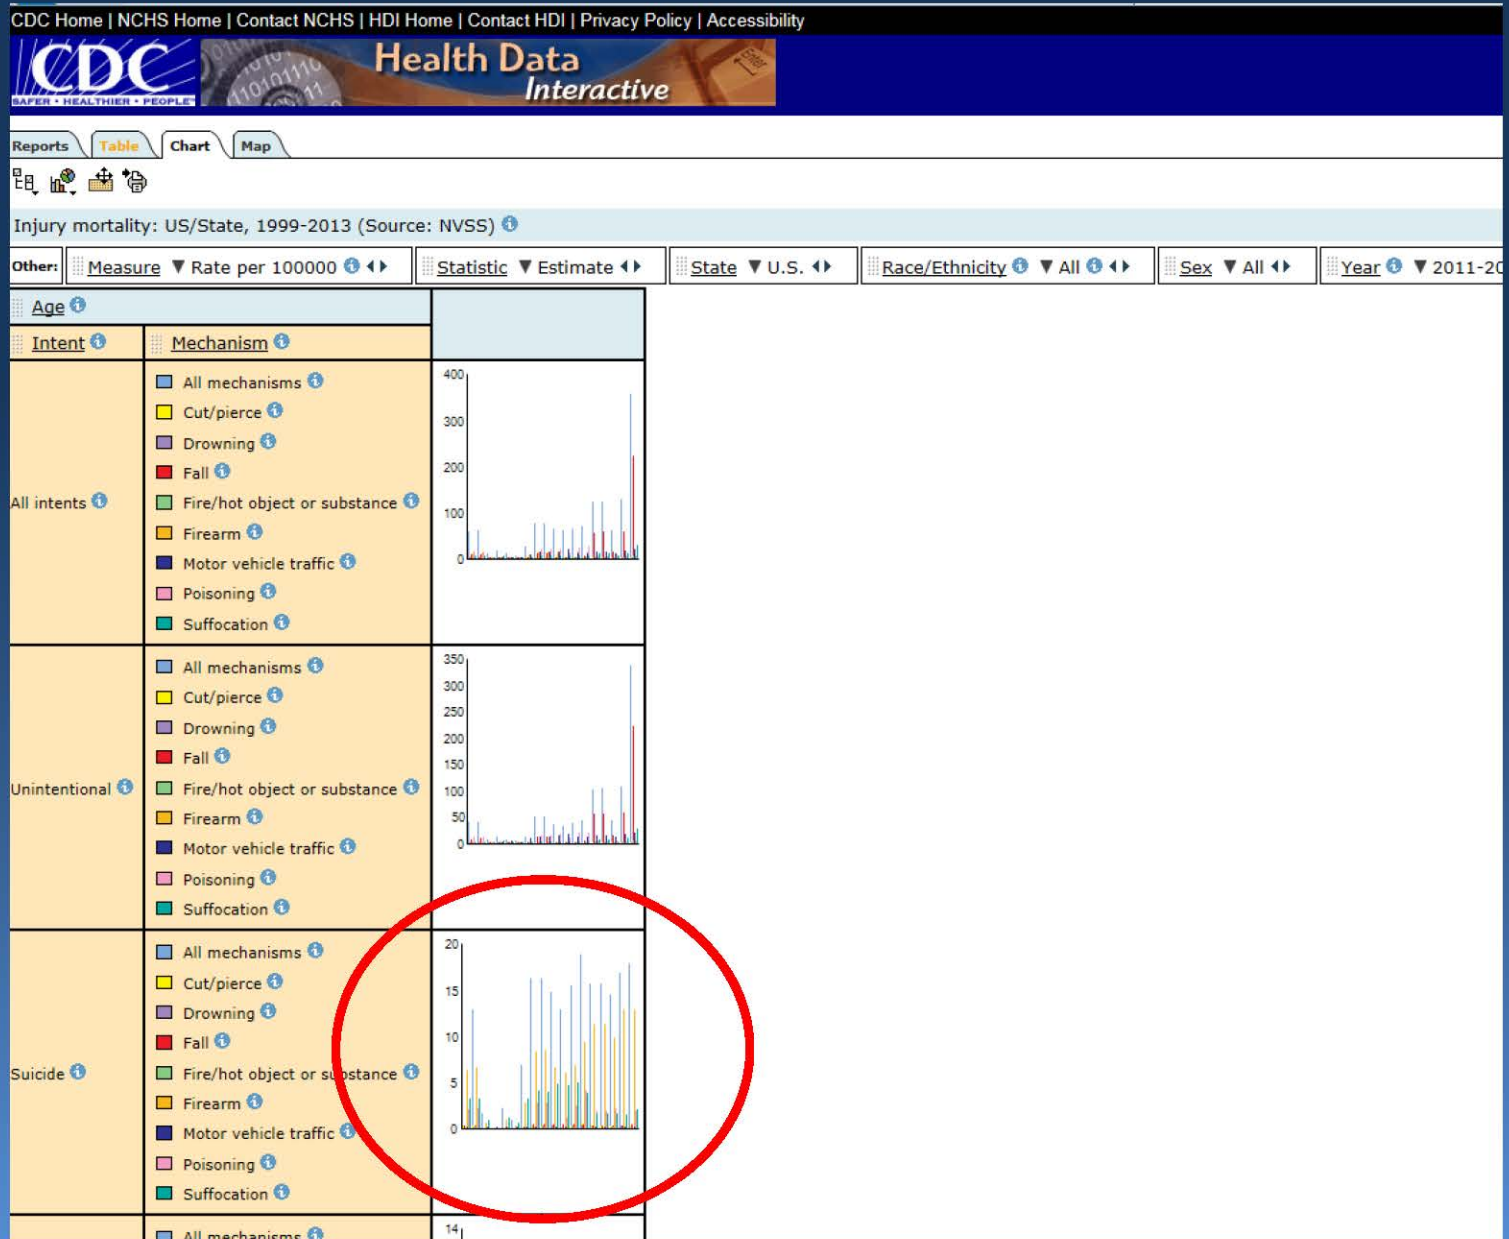 CDC Home | NCHS Home | Contact NCHS | HDI Home | Contact HDI | Privacy Policy | Accessibility
CDC
SAFER • HEALTHIER • PEOPLE™
Health Data
Interactive
Reports Table Chart Map
Injury mortality: US/State, 1999-2013 (Source: NVSS)
Other: Measure ▼ Rate per 100000 Statistic ▼ Estimate State ▼ U.S. Race/Ethnicity ▼ All Sex ▼ All Year ▼ 2011-20
Age
Intent Mechanism
All intents
All mechanisms
Cut/pierce
Drowning
Fall
Fire/hot object or substance
Firearm
Motor vehicle traffic
Poisoning
Suffocation
400
300
200
100
0
Unintentional
All mechanisms
Cut/pierce
Drowning
Fall
Fire/hot object or substance
Firearm
Motor vehicle traffic
Poisoning
Suffocation
350
300
250
200
150
100
50
0
Suicide
All mechanisms
Cut/pierce
Drowning
Fall
Fire/hot object or substance
Firearm
Motor vehicle traffic
Poisoning
Suffocation
20
15
10
5
0
All mechanisms
14